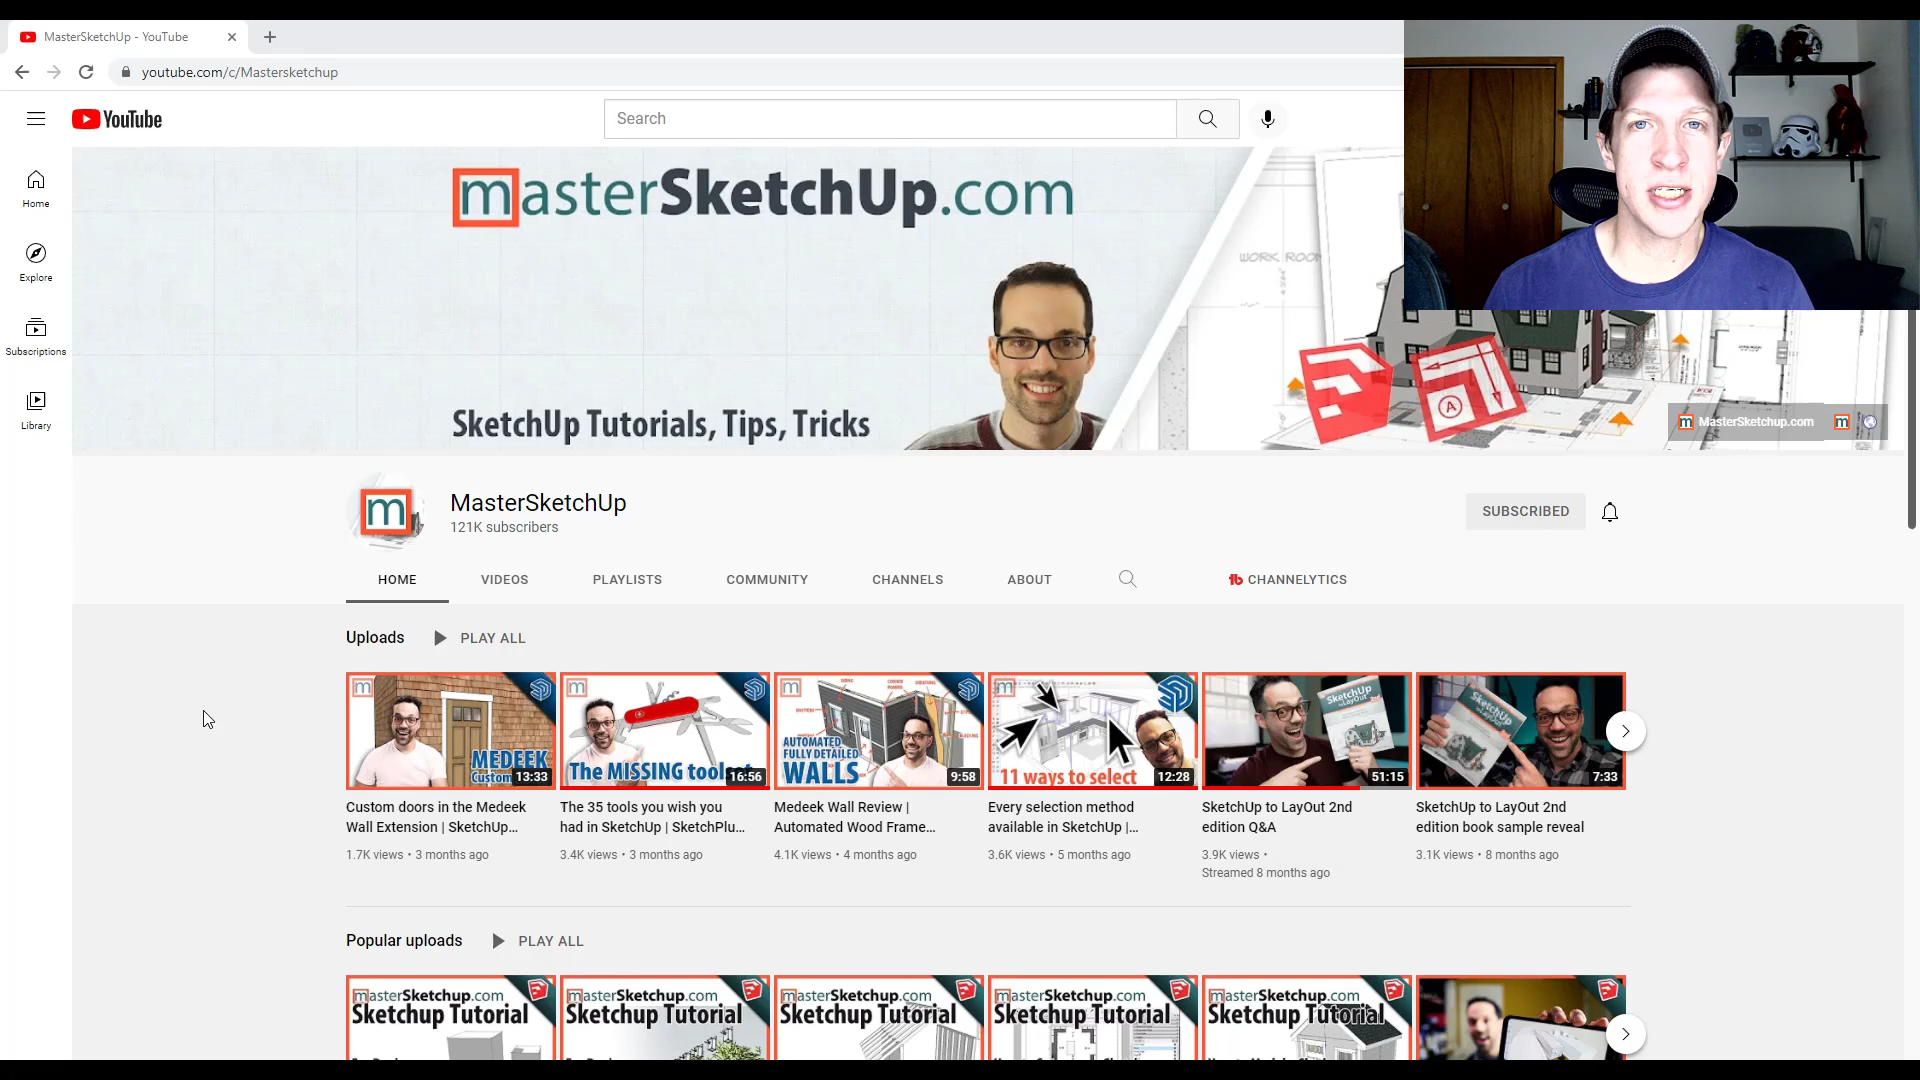 MasterSketchUp - YouTube
youtube.com/c/Mastersketchup
YouTube
Search
Home
Explore
Subscriptions
Library
masterSketchUp.com
SketchUp Tutorials, Tips, Tricks
WORK ROOM
A
m MasterSketchup.com m
m
MasterSketchUp
121K subscribers
SUBSCRIBED
HOME VIDEOS PLAYLISTS COMMUNITY CHANNELS ABOUT CHANNELYTICS
Uploads PLAY ALL
MEDEEK
13:33
The MISSING
16:56
AUTOMATED
FULLY DETAILED
WALLS
9:58
11 ways to select
12:28
SketchUp
51:15
SketchUp
7:33
Custom doors in the Medeek
Wall Extension | SketchUp...
1.7K views • 3 months ago
The 35 tools you wish you
had in SketchUp | SketchPlu...
3.4K views • 3 months ago
Medeek Wall Review |
Automated Wood Frame...
4.1K views • 4 months ago
Every selection method
available in SketchUp |...
3.6K views • 5 months ago
SketchUp to LayOut 2nd
edition Q&A
3.9K views •
Streamed 8 months ago
SketchUp to LayOut 2nd
edition book sample reveal
3.1K views • 8 months ago
Popular uploads PLAY ALL
masterSketchup.com
Sketchup Tutorial
masterSketchup.com
Sketchup Tutorial
masterSketchup.com
Sketchup Tutorial
masterSketchup.com
Sketchup Tutorial
masterSketchup.com
Sketchup Tutorial